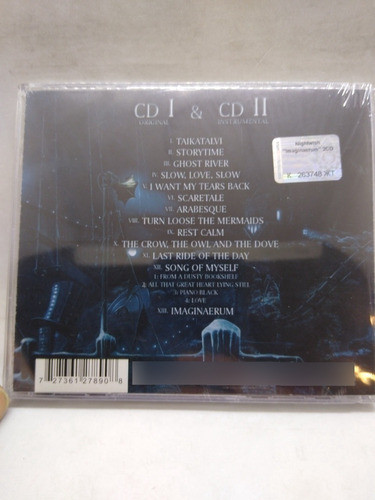 CD I & CD II
ORIGINAL INSTRUMENTAL
I. TAIKATALVI
II. STORYTIME
III. GHOST RIVER
IV. SLOW, LOVE, SLOW
V. I WANT MY TEARS BACK
VI. SCARETALE
VII. ARABESQUE
VIII. TURN LOOSE THE MERMAIDS
IX. REST CALM
X. THE CROW, THE OWL AND THE DOVE
XI. LAST RIDE OF THE DAY
XII. SONG OF MYSELF
1: FROM A DUSTY BOOKSHELF
2: ALL THAT GREAT HEART LYING STILL
3: PIANO BLACK
4: LOVE
XIII. IMAGINAERUM
Nightwish
"Imaginaerum" 2CD
7 27361 27890 8